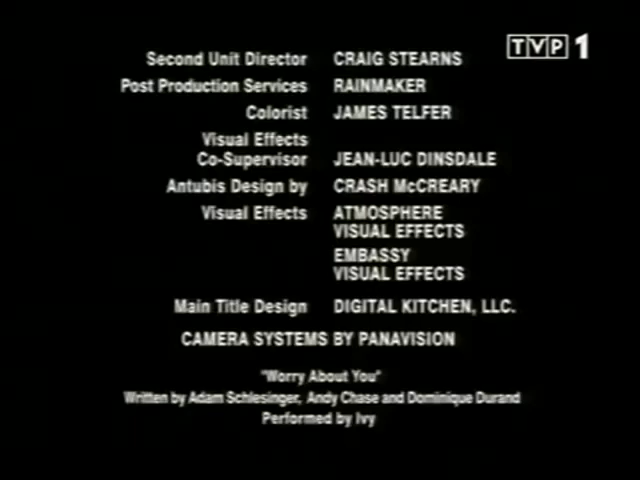 TVP 1
Second Unit Director CRAIG STEARNS
Post Production Services RAINMAKER
Colorist JAMES TELFER
Visual Effects
Co-Supervisor JEAN-LUC DINSDALE
Antubis Design by CRASH McCREARY
Visual Effects ATMOSPHERE
VISUAL EFFECTS
EMBASSY
VISUAL EFFECTS
Main Title Design DIGITAL KITCHEN, LLC.
CAMERA SYSTEMS BY PANAVISION
"Worry About You"
Written by Adam Schlesinger, Andy Chase and Dominique Durand
Performed by Ivy